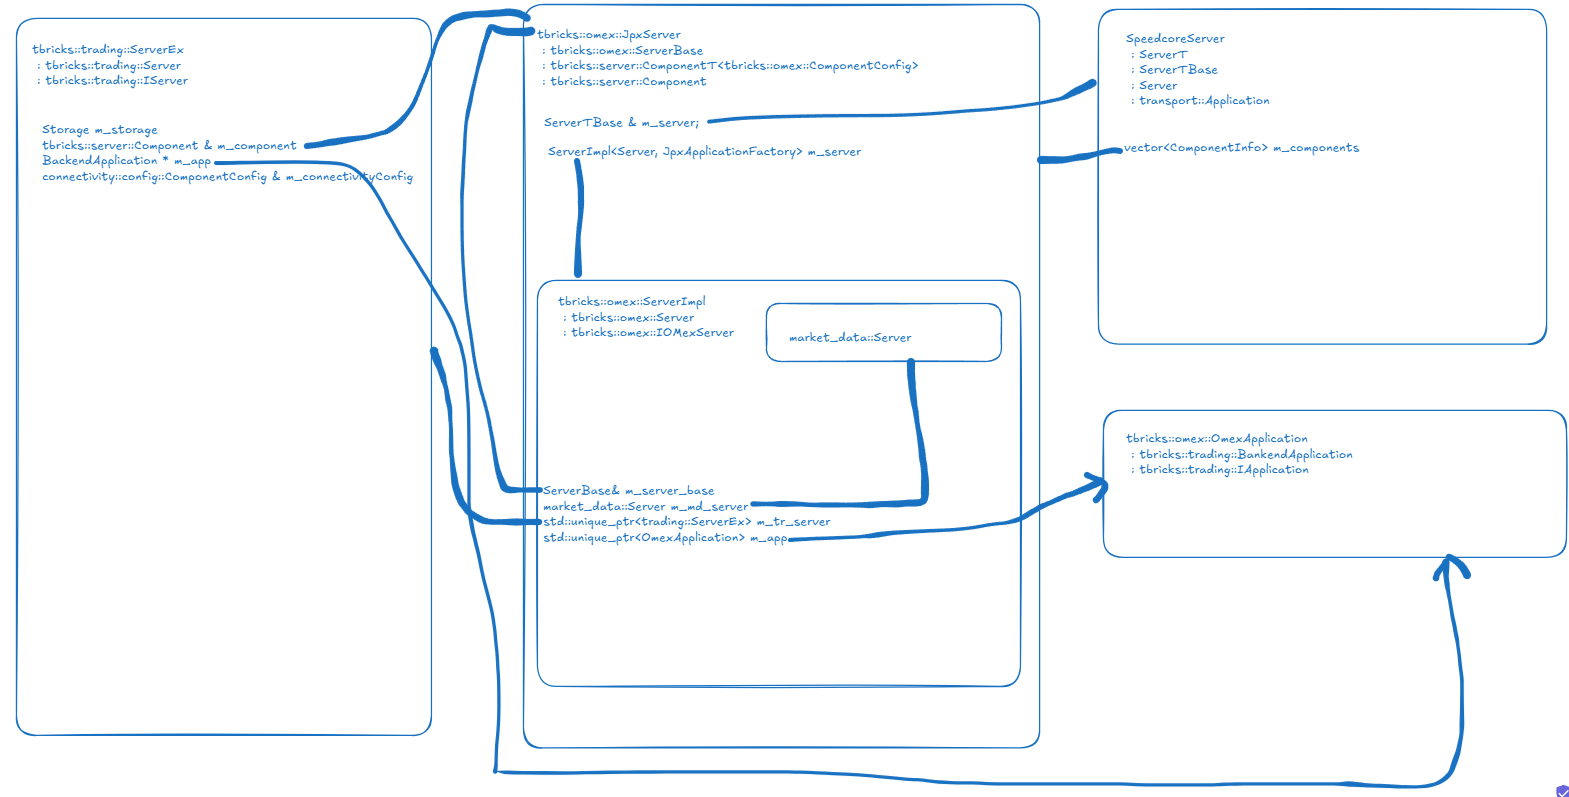 tbricks::trading::ServerEx
: tbricks::trading::Server
: tbricks::trading::IServer
Storage m_storage
tbricks::server::Component & m_component
BackendApplication * m_app
connectivity::config::ComponentConfig & m_connectivityConfig
tbricks::omex::JpxServer
: tbricks::omex::ServerBase
: tbricks::server::ComponentT<tbricks::omex::ComponentConfig>
: tbricks::server::Component
ServerTBase & m_server;
ServerImpl<Server, JpxApplicationFactory> m_server
tbricks::omex::ServerImpl
: tbricks::omex::Server
: tbricks::omex::IOMexServer
market_data::Server
ServerBase& m_server_base
market_data::Server m_md_server
std::unique_ptr<trading::ServerEx> m_tr_server
std::unique_ptr<OmexApplication> m_app
SpeedcoreServer
: ServerT
: ServerTBase
: Server
: transport::Application
vector<ComponentInfo> m_components
tbricks::omex::OmexApplication
: tbricks::trading::BankendApplication
: tbricks::trading::IApplication